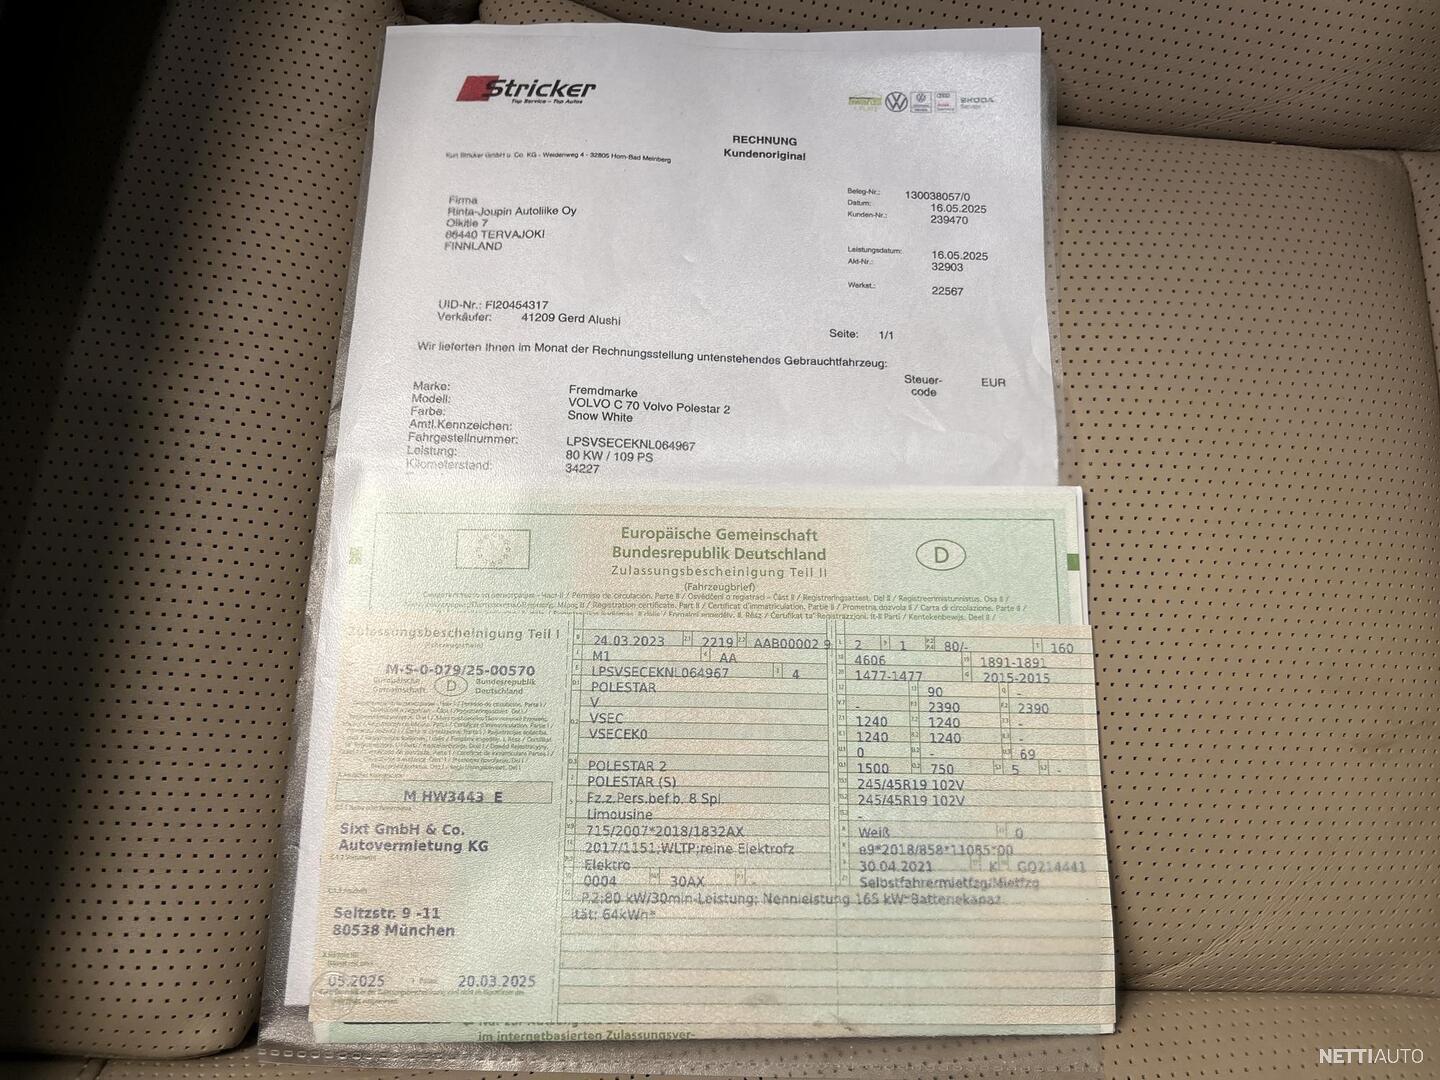 Stricker
Top Service – Top Autos
SKODA
Service
RECHNUNG
Kundenoriginal
Kurt Stricker GmbH u. Co. KG - Weidenweg 4 - 32805 Horn-Bad Meinberg
Firma
Rinta-Joupin Autoliike Oy
Olkitie 7
66440 TERVAJOKI
FINNLAND
Beleg-Nr.: 130038057/0
Datum: 16.05.2025
Kunden-Nr.: 239470
Leistungsdatum: 16.05.2025
Akt-Nr.: 32903
Werkst.: 22567
UID-Nr.: FI20454317
Verkäufer: 41209 Gerd Alushi
Seite: 1/1
Wir lieferten Ihnen im Monat der Rechnungsstellung untenstehendes Gebrauchtfahrzeug:
Steuer-
code
EUR
Marke: Fremdmarke
Modell: VOLVO C 70 Volvo Polestar 2
Farbe: Snow White
Amtl.Kennzeichen:
Fahrgestellnummer: LPSVSECEKNL064967
Leistung: 80 KW / 109 PS
Kilometerstand: 34227
Europäische Gemeinschaft
Bundesrepublik Deutschland
D
Zulassungsbescheinigung Teil II
(Fahrzeugbrief)
Zulassungsbescheinigung Teil I
M-S-0-079/25-00570
Europäische
Gemeinschaft
D
Bundesrepublik
Deutschland
M HW3443 E
Sixt GmbH & Co.
Autovermietung KG
Seitzstr. 9 -11
80538 München
05.2025 20.03.2025
24.03.2023 2219 AAB00002 9
M1 AA
LPSVSECEKNL064967 4
POLESTAR
V
VSEC
VSECEK0
POLESTAR 2
POLESTAR (S)
Fz.z.Pers.bef.b. 8 Spl.
Limousine
715/2007*2018/1832AX
2017/1151;WLTP;reine Elektrofz
Elektro
0004 30AX -
2 1 80/- 160
4606 1891-1891
1477-1477 2015-2015
90 -
- 2390 2390
1240 1240 -
1240 1240 -
0 - 69
1500 750 5 -
245/45R19 102V
245/45R19 102V
-
Weiß 0
e9*2018/858*11085*00
30.04.2021 K GO214441
Selbstfahrermietfzg/Mietfzg
P.2:80 kW/30min-Leistung; Nennleistung 165 kW*Batteriekapaz
ität: 64kWh*
im internetbasierten Zulassungsver-
NETTIAUTO